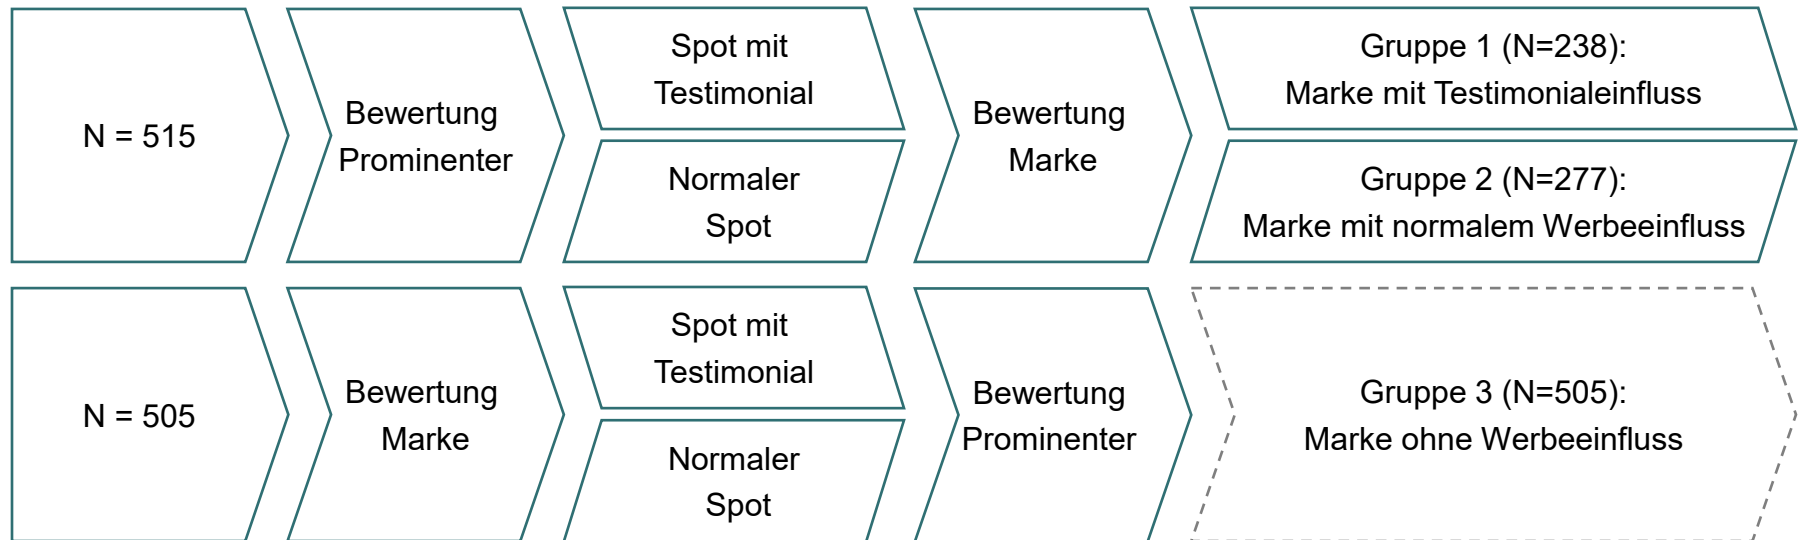 N = 515
Bewertung
Prominenter
Spot mit
Testimonial
Normaler
Spot
Bewertung
Marke
Gruppe 1 (N=238):
Marke mit Testimonialeinfluss
Gruppe 2 (N=277):
Marke mit normalem Werbeeinfluss
N = 505
Bewertung
Marke
Spot mit
Testimonial
Normaler
Spot
Bewertung
Prominenter
Gruppe 3 (N=505):
Marke ohne Werbeeinfluss